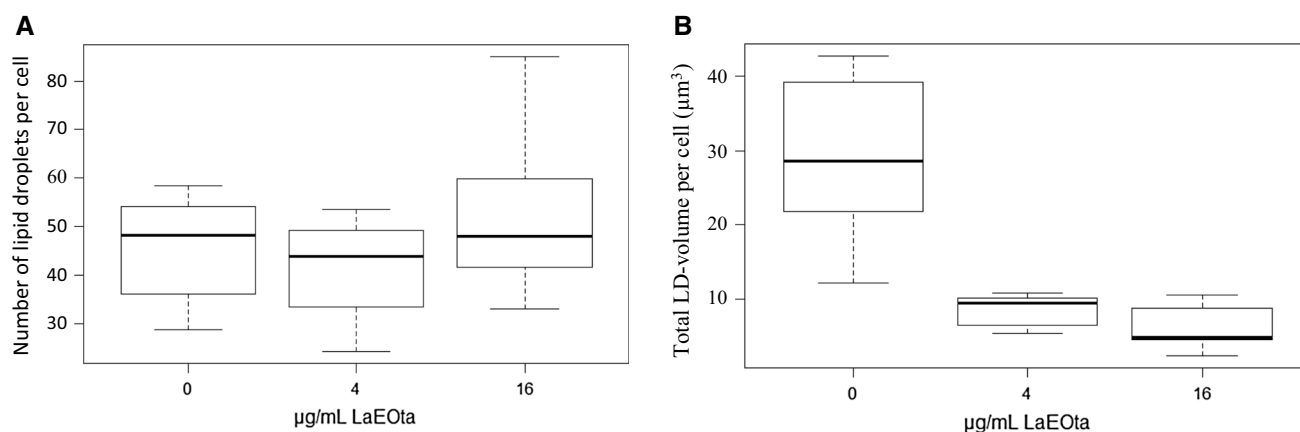 A
Number of lipid droplets per cell
80
70
60
50
40
30
0
4
16
µg/mL LaEOta
B
Total LD-volume per cell (µm³)
40
30
20
10
0
4
16
µg/mL LaEOta